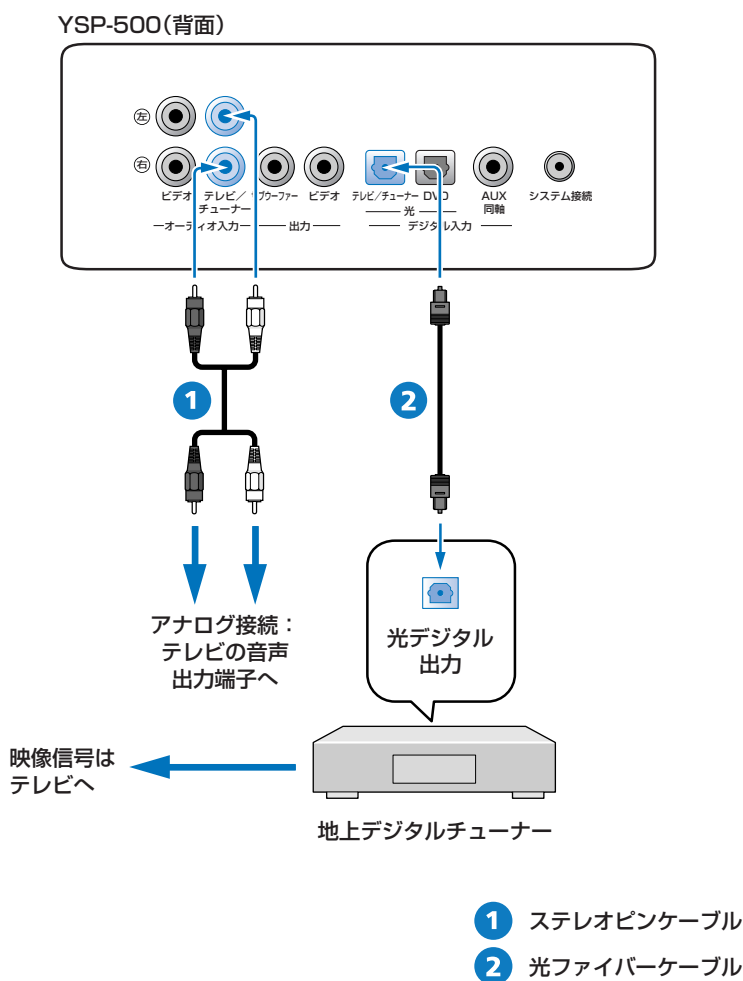 YSP-500（背面）
左
右
ビデオ テレビ／チューナー サブウーファー ビデオ テレビ／チューナー DVD AUX同軸 システム接続
光
オーディオ入力 出力 デジタル入力
1
2
アナログ接続：
テレビの音声
出力端子へ
光デジタル
出力
映像信号は
テレビへ
地上デジタルチューナー
1 ステレオピンケーブル
2 光ファイバーケーブル